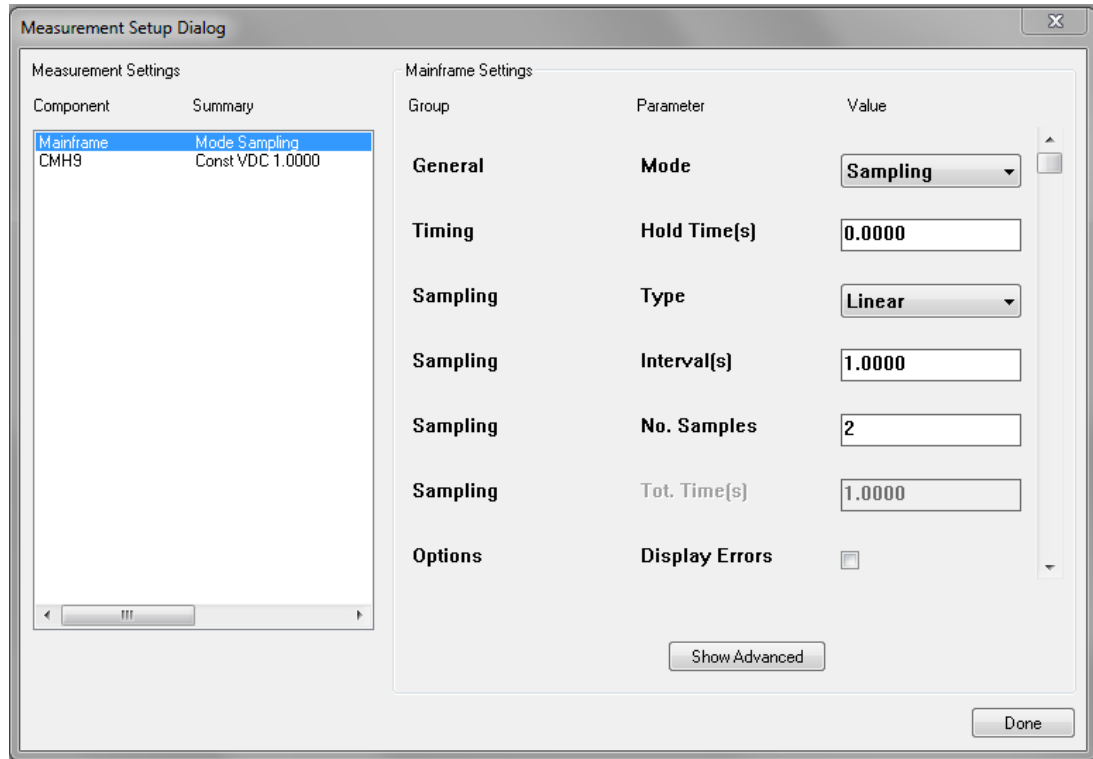 Measurement Setup Dialog
Measurement Settings
Component Summary
Mainframe Mode Sampling
CMH9 Const VDC 1.0000
Mainframe Settings
Group Parameter Value
General Mode Sampling
Timing Hold Time(s) 0.0000
Sampling Type Linear
Sampling Interval(s) 1.0000
Sampling No. Samples 2
Sampling Tot. Time(s) 1.0000
Options Display Errors
Show Advanced
Done